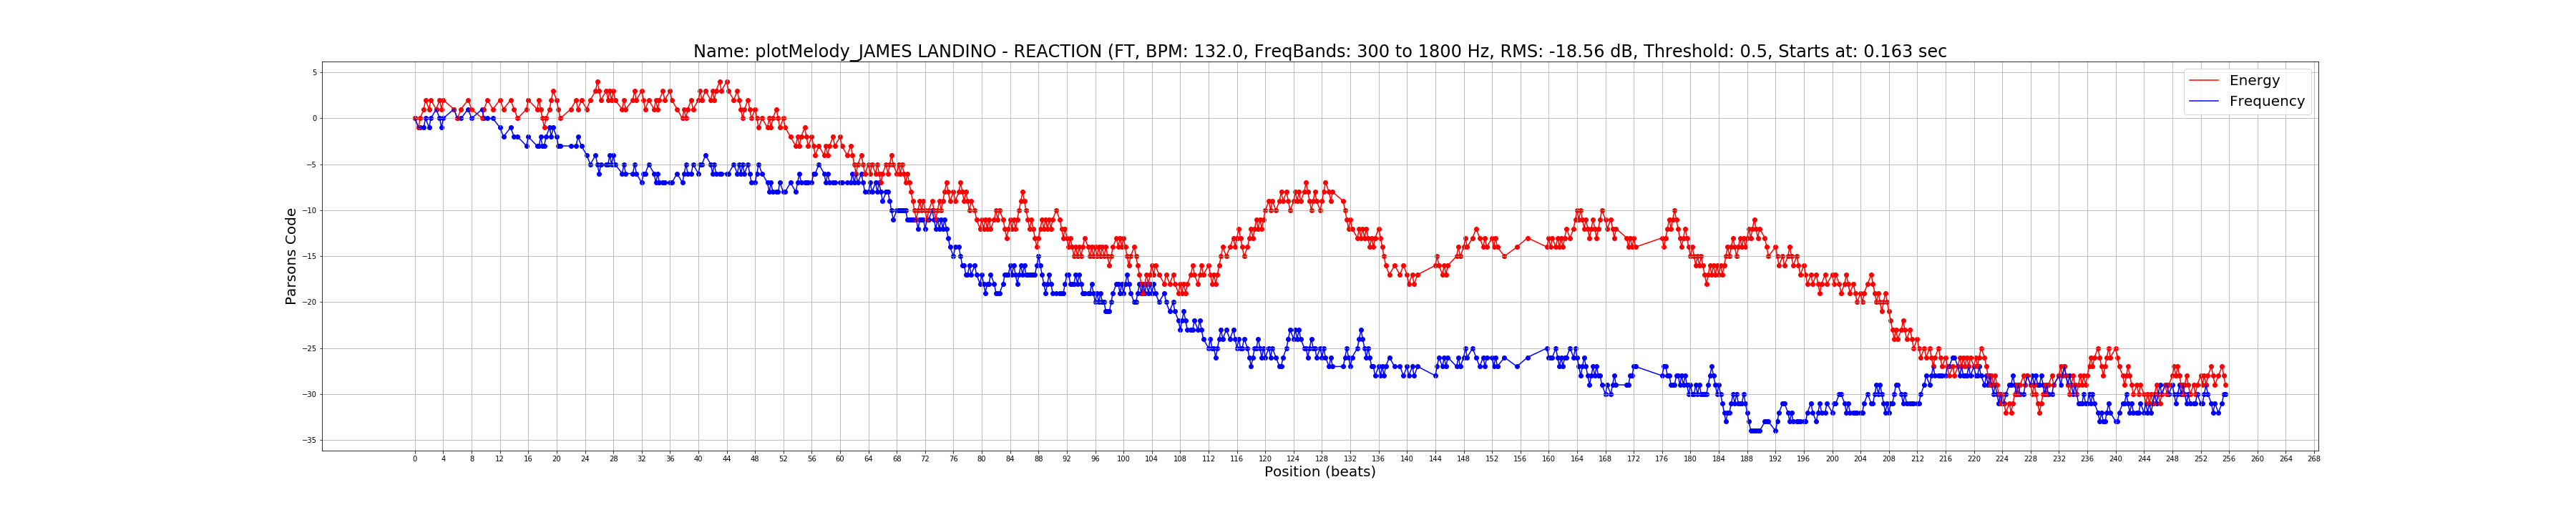 Name: plotMelody_JAMES LANDINO - REACTION (FT, BPM: 132.0, FreqBands: 300 to 1800 Hz, RMS: -18.56 dB, Threshold: 0.5, Starts at: 0.163 sec
Energy
Frequency
Parsons Code
5
0
−5
−10
−15
−20
−25
−30
−35
0 4 8 12 16 20 24 28 32 36 40 44 48 52 56 60 64 68 72 76 80 84 88 92 96 100 104 108 112 116 120 124 128 132 136 140 144 148 152 156 160 164 168 172 176 180 184 188 192 196 200 204 208 212 216 220 224 228 232 236 240 244 248 252 256 260 264 268
Position (beats)